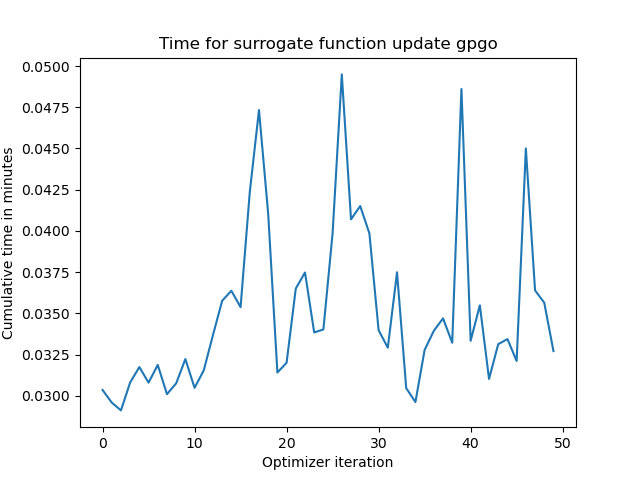 Time for surrogate function update gpgo
Cumulative time in minutes
0.0500
0.0475
0.0450
0.0425
0.0400
0.0375
0.0350
0.0325
0.0300
0 10 20 30 40 50
Optimizer iteration